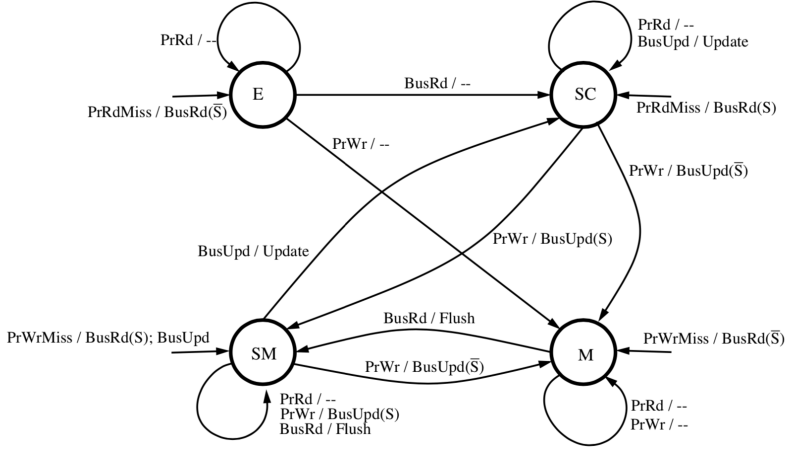 PrRd / --
PrRd / --
BusUpd / Update
E
BusRd / --
SC
PrRdMiss / BusRd(S̅)
PrRdMiss / BusRd(S)
PrWr / --
PrWr / BusUpd(S̅)
BusUpd / Update
PrWr / BusUpd(S)
PrWrMiss / BusRd(S); BusUpd
BusRd / Flush
PrWrMiss / BusRd(S̅)
SM
M
PrWr / BusUpd(S̅)
PrRd / --
PrWr / BusUpd(S)
BusRd / Flush
PrRd / --
PrWr / --